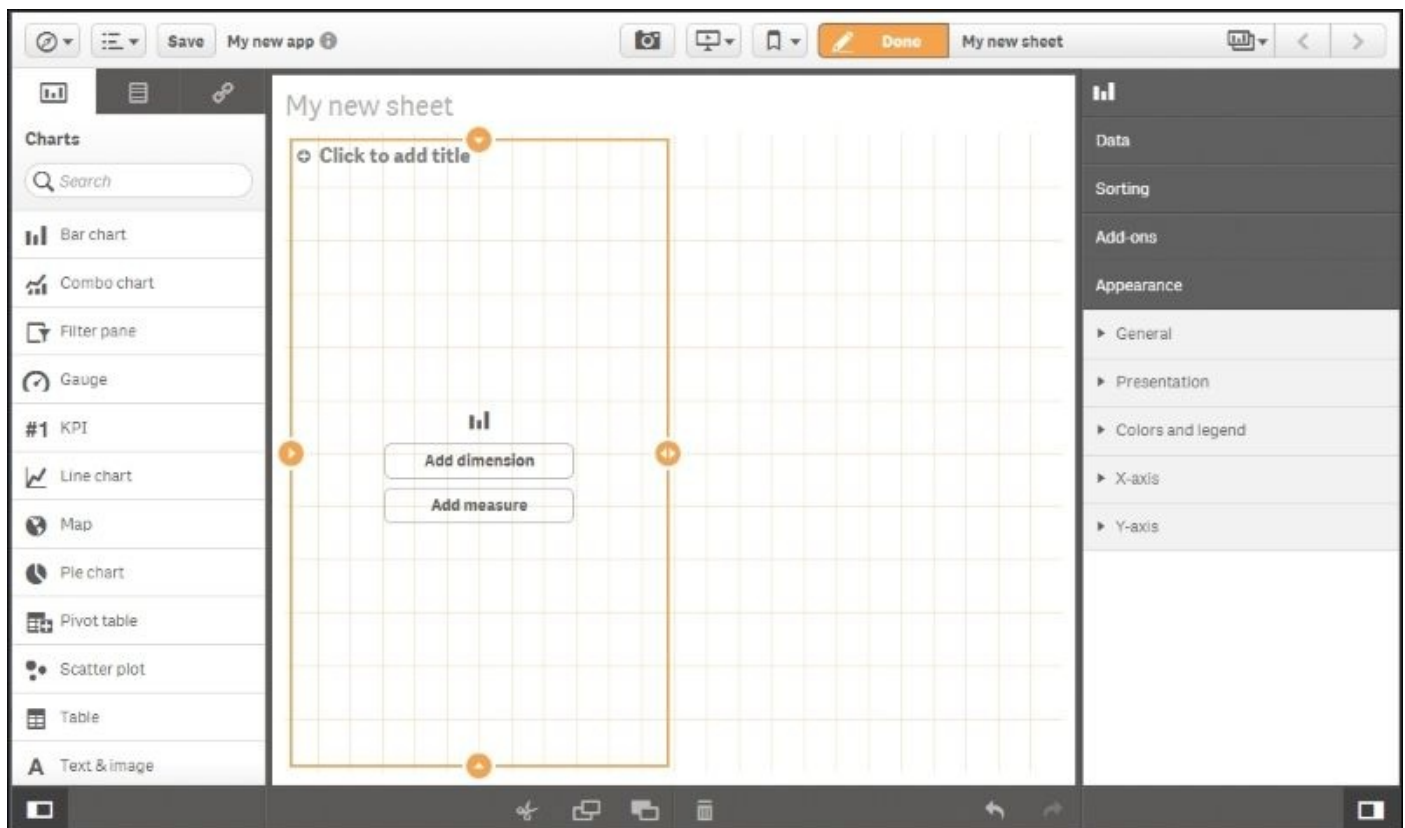 Save My new app
Done My new sheet
Charts
Search
Bar chart
Combo chart
Filter pane
Gauge
#1 KPI
Line chart
Map
Pie chart
Pivot table
Scatter plot
Table
A Text & image
My new sheet
Click to add title
Add dimension
Add measure
Data
Sorting
Add-ons
Appearance
General
Presentation
Colors and legend
X-axis
Y-axis